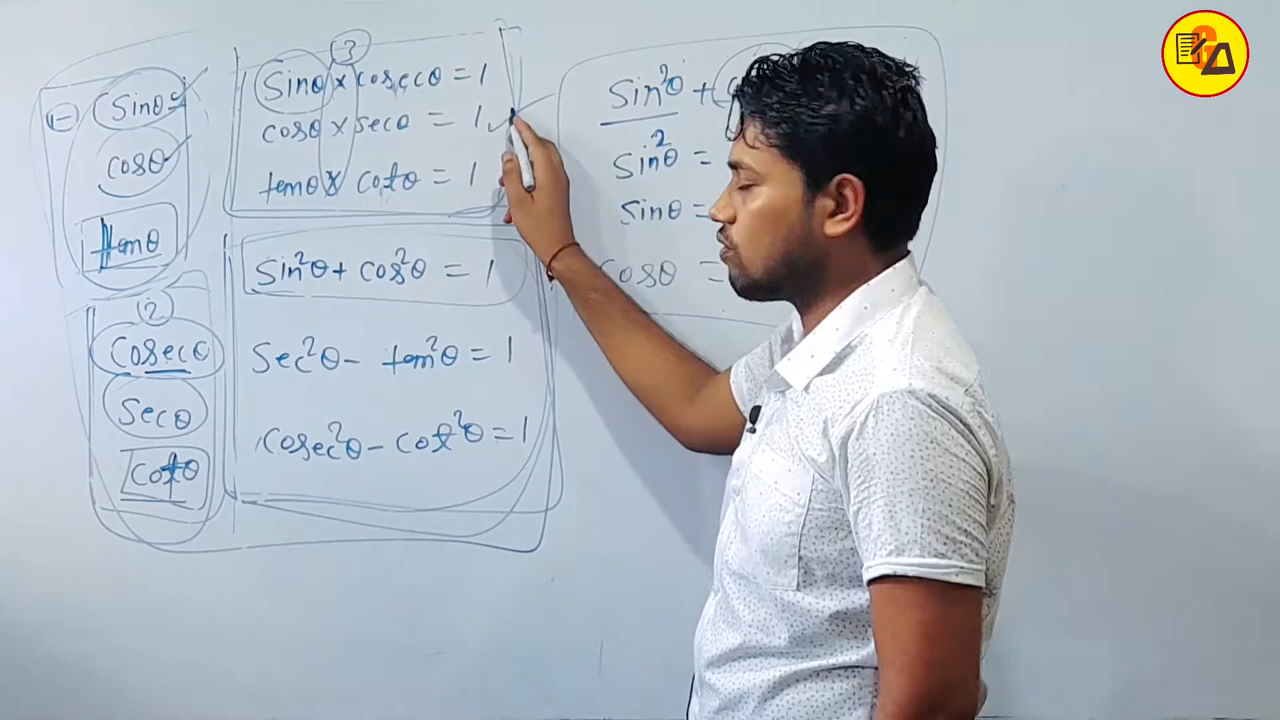 1
Sinθ
cosθ
tanθ
2
Cosecθ
Secθ
Cotθ
3
Sinθ × cosecθ = 1
cosθ × secθ = 1
tanθ × cotθ = 1
Sin²θ + cos²θ = 1
Sec²θ - tan²θ = 1
cosec²θ - cot²θ = 1
Sin²θ +
Sin²θ =
Sinθ =
Cosθ =